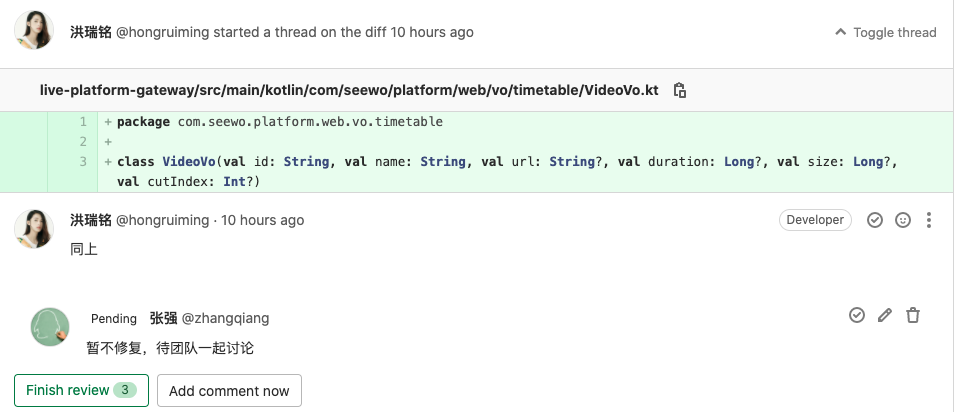 洪瑞铭 @hongruiming started a thread on the diff 10 hours ago
Toggle thread
live-platform-gateway/src/main/kotlin/com/seewo/platform/web/vo/timetable/VideoVo.kt
1 + package com.seewo.platform.web.vo.timetable
2 +
3 + class VideoVo(val id: String, val name: String, val url: String?, val duration: Long?, val size: Long?,
val cutIndex: Int?)
洪瑞铭 @hongruiming · 10 hours ago
Developer
同上
Pending 张强 @zhangqiang
暂不修复，待团队一起讨论
Finish review 3
Add comment now